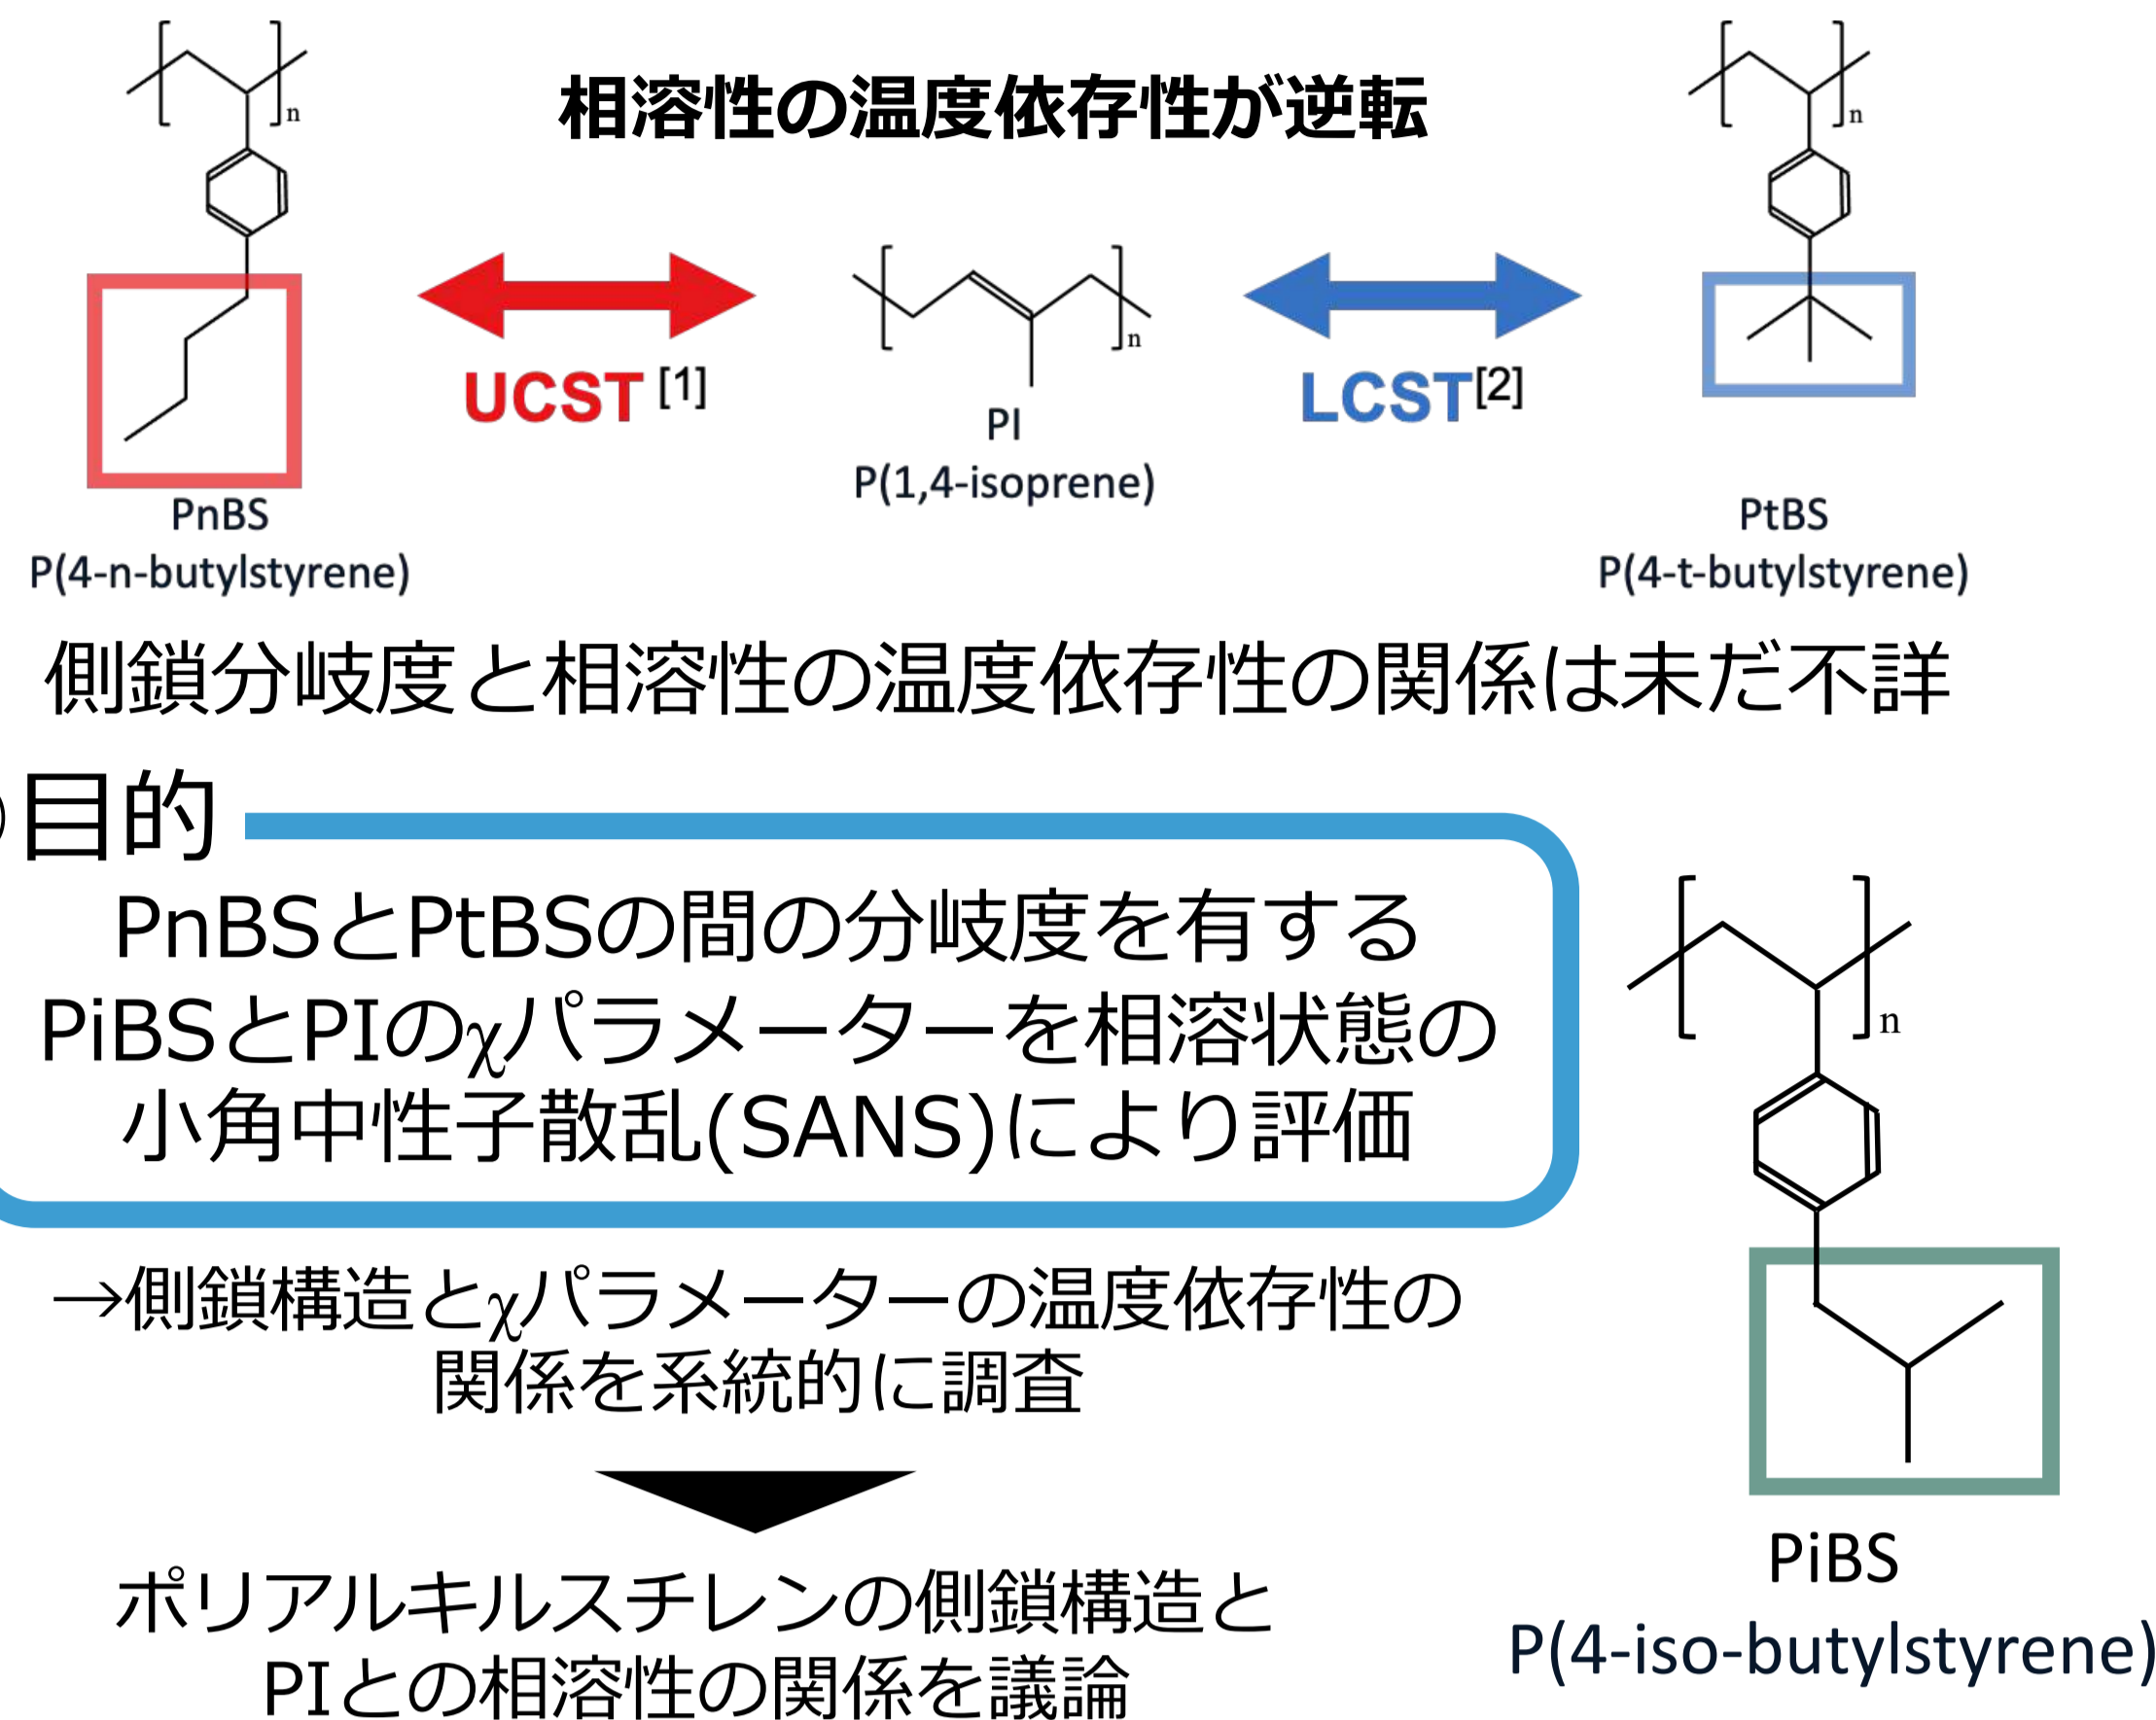 相溶性の温度依存性が逆転
n
n
n
UCST [1]
LCST[2]
PI
P(1,4-isoprene)
PnBS
P(4-n-butylstyrene)
PtBS
P(4-t-butylstyrene)
側鎖分岐度と相溶性の温度依存性の関係は未だ不詳
目的
PnBSとPtBSの間の分岐度を有する
PiBSとPIのχパラメーターを相溶状態の
小角中性子散乱(SANS)により評価
n
→側鎖構造とχパラメーターの温度依存性の
関係を系統的に調査
PiBS
P(4-iso-butylstyrene)
ポリアルキルスチレンの側鎖構造と
PIとの相溶性の関係を議論